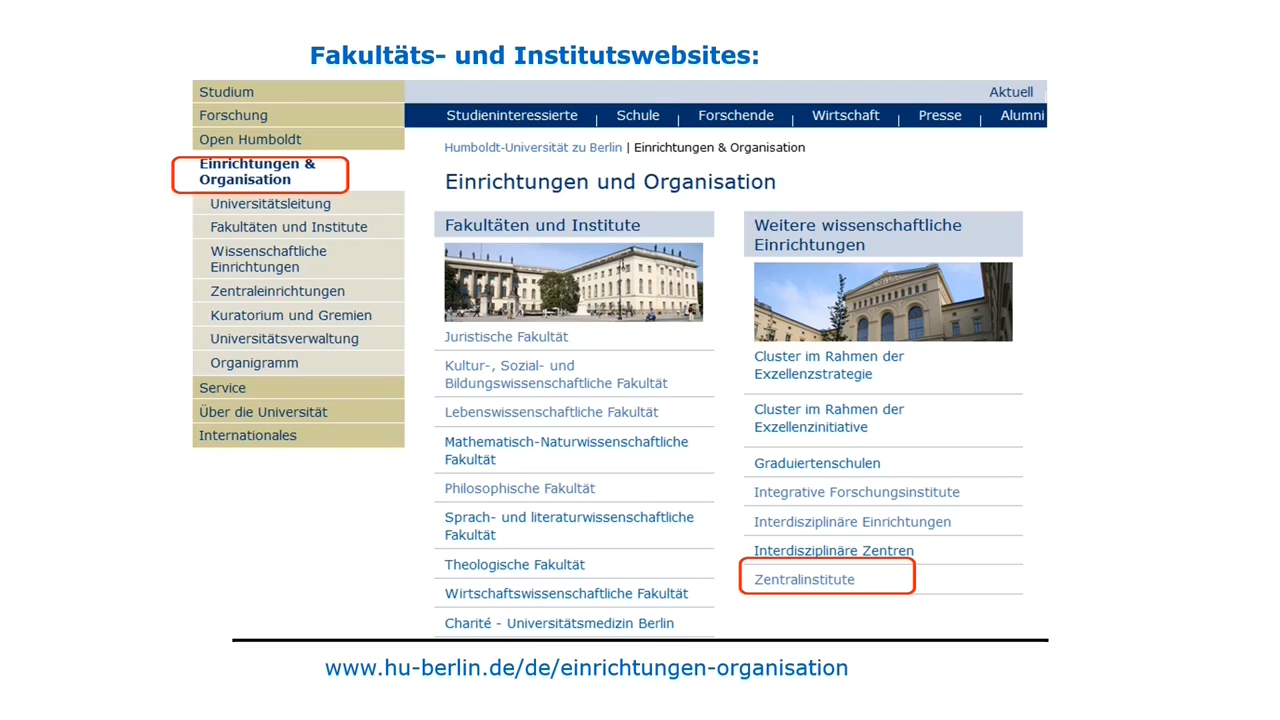 Fakultäts- und Institutswebsites:
Studium
Forschung
Open Humboldt
Einrichtungen &
Organisation
Universitätsleitung
Fakultäten und Institute
Wissenschaftliche
Einrichtungen
Zentraleinrichtungen
Kuratorium und Gremien
Universitätsverwaltung
Organigramm
Service
Über die Universität
Internationales
Aktuell
Studieninteressierte | Schule | Forschende | Wirtschaft | Presse | Alumni
Humboldt-Universität zu Berlin | Einrichtungen & Organisation
Einrichtungen und Organisation
Fakultäten und Institute
Juristische Fakultät
Kultur-, Sozial- und
Bildungswissenschaftliche Fakultät
Lebenswissenschaftliche Fakultät
Mathematisch-Naturwissenschaftliche
Fakultät
Philosophische Fakultät
Sprach- und literaturwissenschaftliche
Fakultät
Theologische Fakultät
Wirtschaftswissenschaftliche Fakultät
Charité - Universitätsmedizin Berlin
Weitere wissenschaftliche
Einrichtungen
Cluster im Rahmen der
Exzellenzstrategie
Cluster im Rahmen der
Exzellenzinitiative
Graduiertenschulen
Integrative Forschungsinstitute
Interdisziplinäre Einrichtungen
Interdisziplinäre Zentren
Zentralinstitute
www.hu-berlin.de/de/einrichtungen-organisation